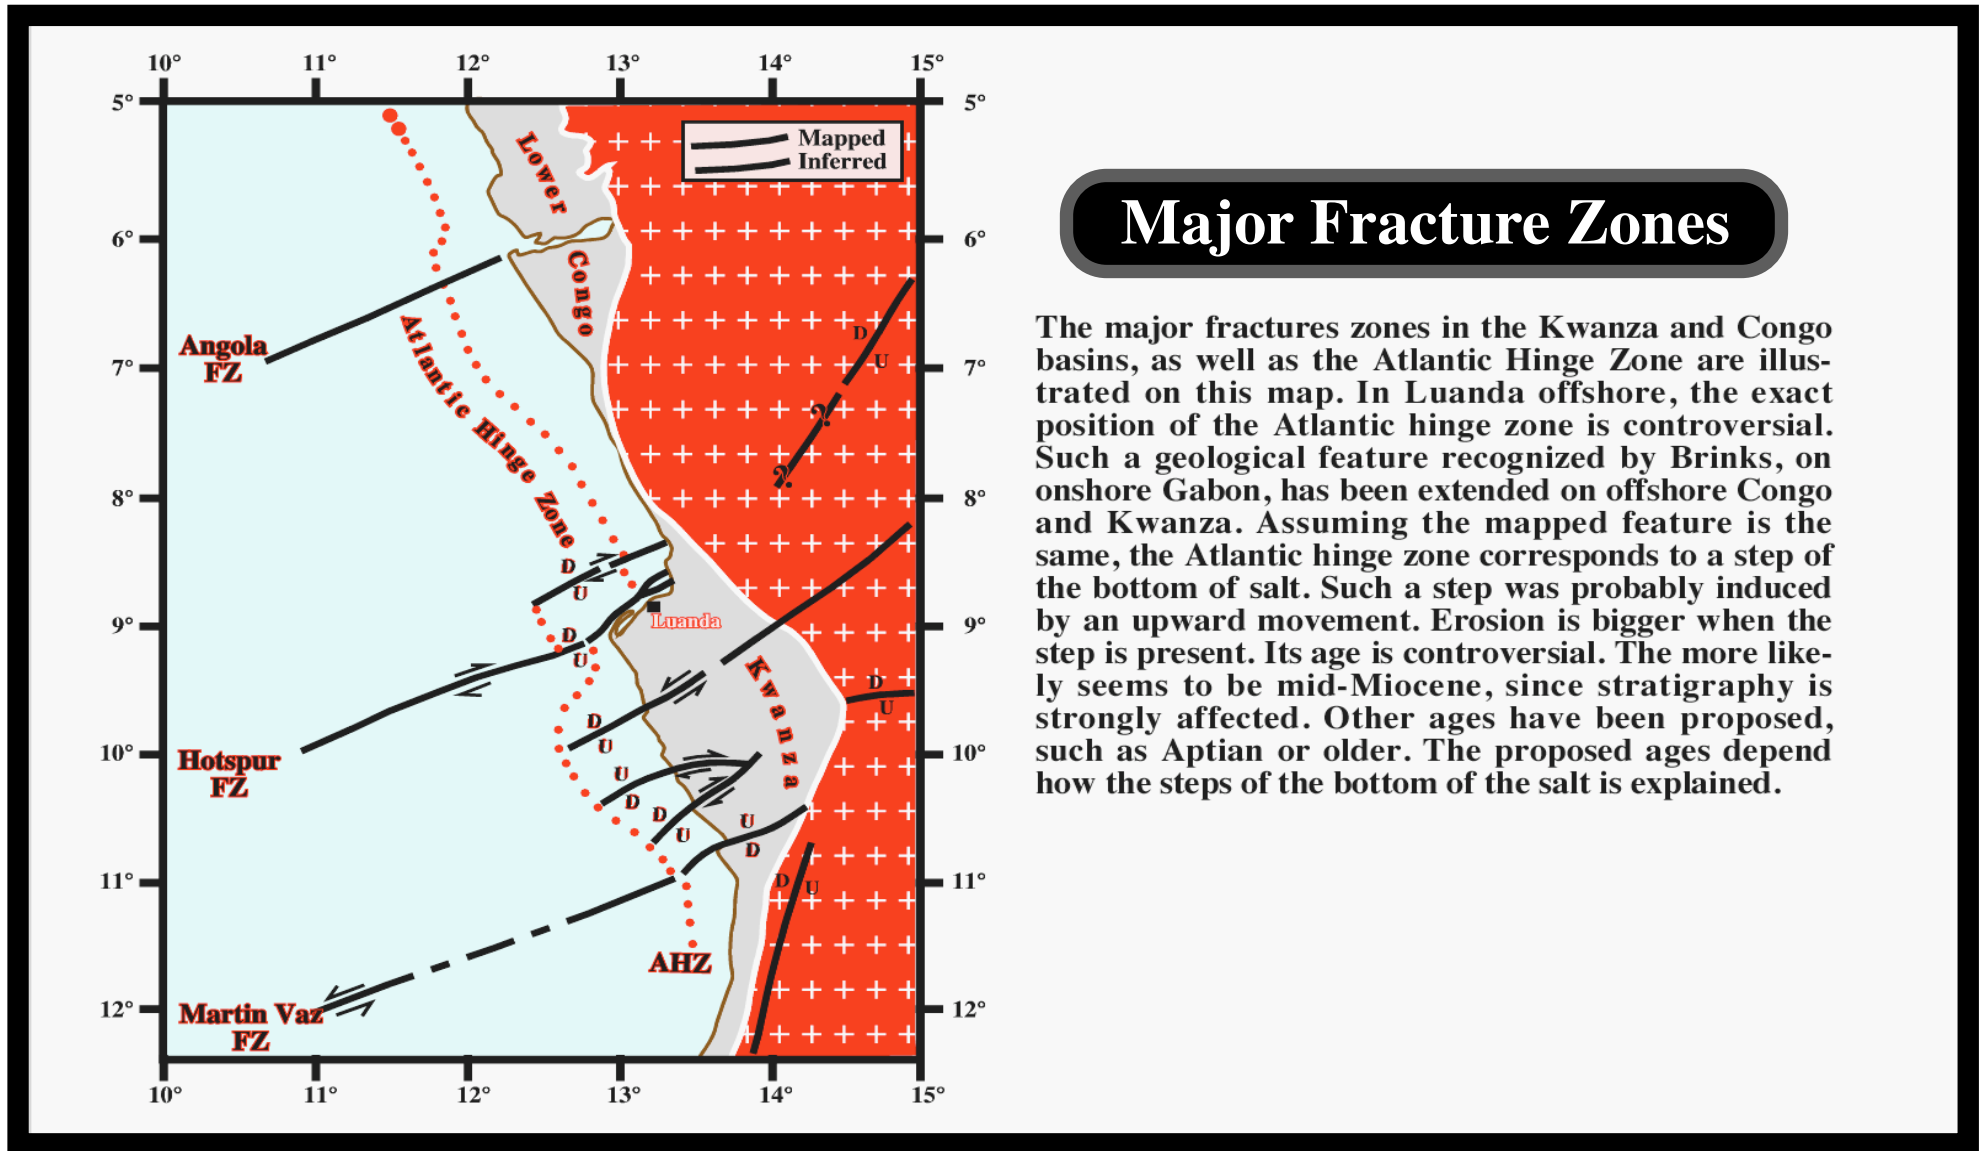 10° 11° 12° 13° 14° 15°
5° 5°
Mapped
Inferred
Lower
Congo
6° 6°
Angola
FZ
Atlantic Hinge Zone
D
U
7° 7°
?
?
8° 8°
D
U
Luanda
9° 9°
D
U
Kwanza
D
U
D
U
10° 10°
Hotspur
FZ
U
D
D
U
U
D
D U
11° 11°
AHZ
12° 12°
Martin Vaz
FZ
10° 11° 12° 13° 14° 15°
Major Fracture Zones
The major fractures zones in the Kwanza and Congo
basins, as well as the Atlantic Hinge Zone are illus-
trated on this map. In Luanda offshore, the exact
position of the Atlantic hinge zone is controversial.
Such a geological feature recognized by Brinks, on
onshore Gabon, has been extended on offshore Congo
and Kwanza. Assuming the mapped feature is the
same, the Atlantic hinge zone corresponds to a step of
the bottom of salt. Such a step was probably induced
by an upward movement. Erosion is bigger when the
step is present. Its age is controversial. The more like-
ly seems to be mid-Miocene, since stratigraphy is
strongly affected. Other ages have been proposed,
such as Aptian or older. The proposed ages depend
how the steps of the bottom of the salt is explained.